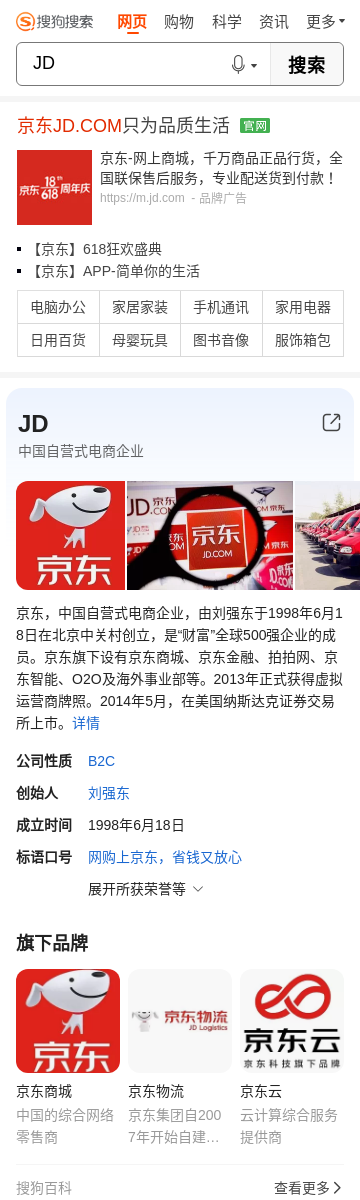 搜狗搜索 网页 购物 科学 资讯 更多
JD 搜索
京东JD.COM只为品质生活 官网
京东-网上商城，千万商品正品行货，全
国联保售后服务，专业配送货到付款！
https://m.jd.com - 品牌广告
京东 18th 618 周年庆
【京东】618狂欢盛典
【京东】APP-简单你的生活
电脑办公 家居家装 手机通讯 家用电器
日用百货 母婴玩具 图书音像 服饰箱包
JD
中国自营式电商企业
京东
京东
JD.COM
京东，中国自营式电商企业，由刘强东于1998年6月1
8日在北京中关村创立，是“财富”全球500强企业的成
员。京东旗下设有京东商城、京东金融、拍拍网、京
东智能、O2O及海外事业部等。2013年正式获得虚拟
运营商牌照。2014年5月，在美国纳斯达克证券交易
所上市。详情
公司性质 B2C
创始人 刘强东
成立时间 1998年6月18日
标语口号 网购上京东，省钱又放心
展开所获荣誉等
旗下品牌
京东 京东物流 JD Logistics 京东云
京东科技旗下品牌
京东商城 京东物流 京东云
中国的综合网络 京东集团自200 云计算综合服务
零售商 7年开始自建… 提供商
搜狗百科 查看更多